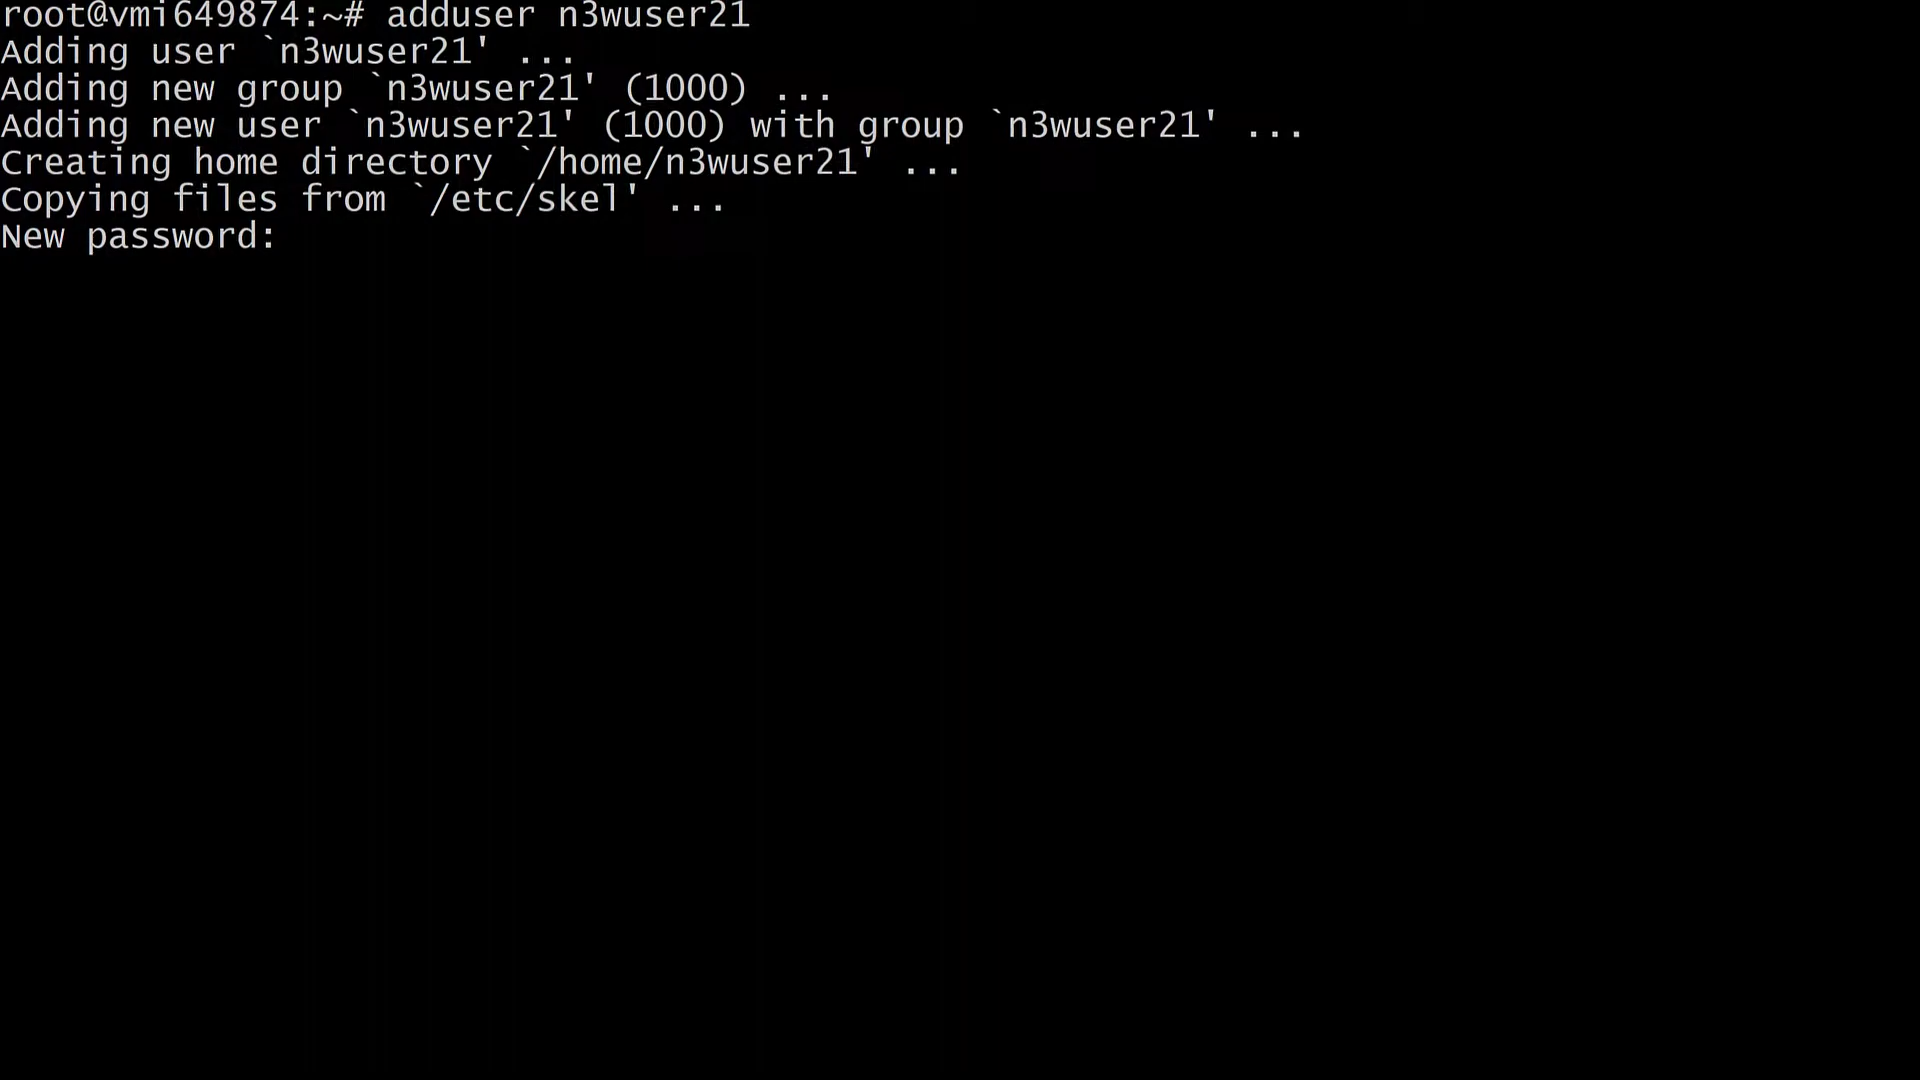 root@vmi649874:~# adduser n3wuser21
Adding user `n3wuser21' ...
Adding new group `n3wuser21' (1000) ...
Adding new user `n3wuser21' (1000) with group `n3wuser21' ...
Creating home directory `/home/n3wuser21' ...
Copying files from `/etc/skel' ...
New password: